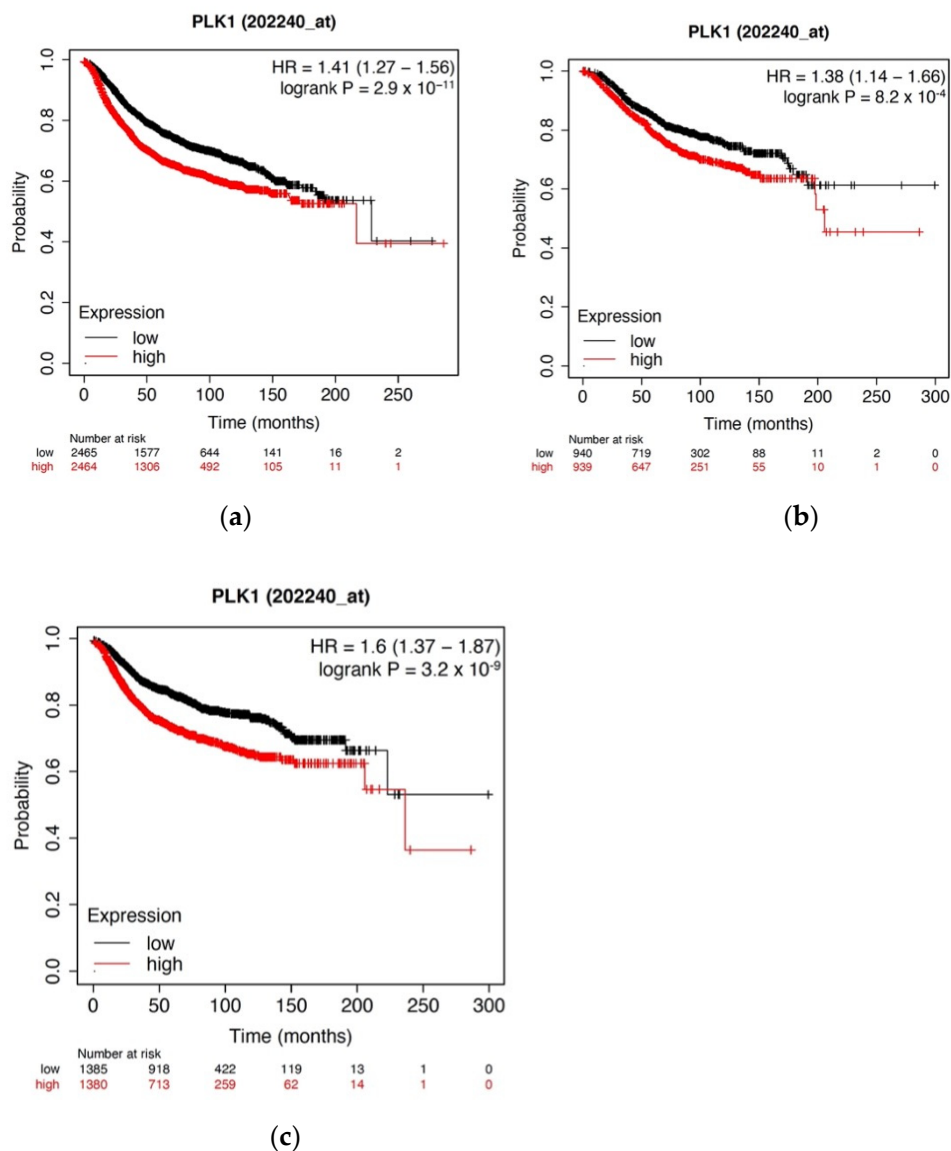 PLK1 (202240_at)
HR = 1.41 (1.27 − 1.56)
logrank P = 2.9 x 10⁻¹¹
Probability
1.0
0.8
0.6
0.4
0.2
0.0
Expression
low
high
0 50 100 150 200 250
Time (months)
Number at risk
low 2465 1577 644 141 16 2
high 2464 1306 492 105 11 1
(a)
PLK1 (202240_at)
HR = 1.38 (1.14 − 1.66)
logrank P = 8.2 x 10⁻⁴
Probability
1.0
0.8
0.6
0.4
0.2
0.0
Expression
low
high
0 50 100 150 200 250 300
Time (months)
Number at risk
low 940 719 302 88 11 2 0
high 939 647 251 55 10 1 0
(b)
PLK1 (202240_at)
HR = 1.6 (1.37 − 1.87)
logrank P = 3.2 x 10⁻⁹
Probability
1.0
0.8
0.6
0.4
0.2
0.0
Expression
low
high
0 50 100 150 200 250 300
Time (months)
Number at risk
low 1385 918 422 119 13 1 0
high 1380 713 259 62 14 1 0
(c)